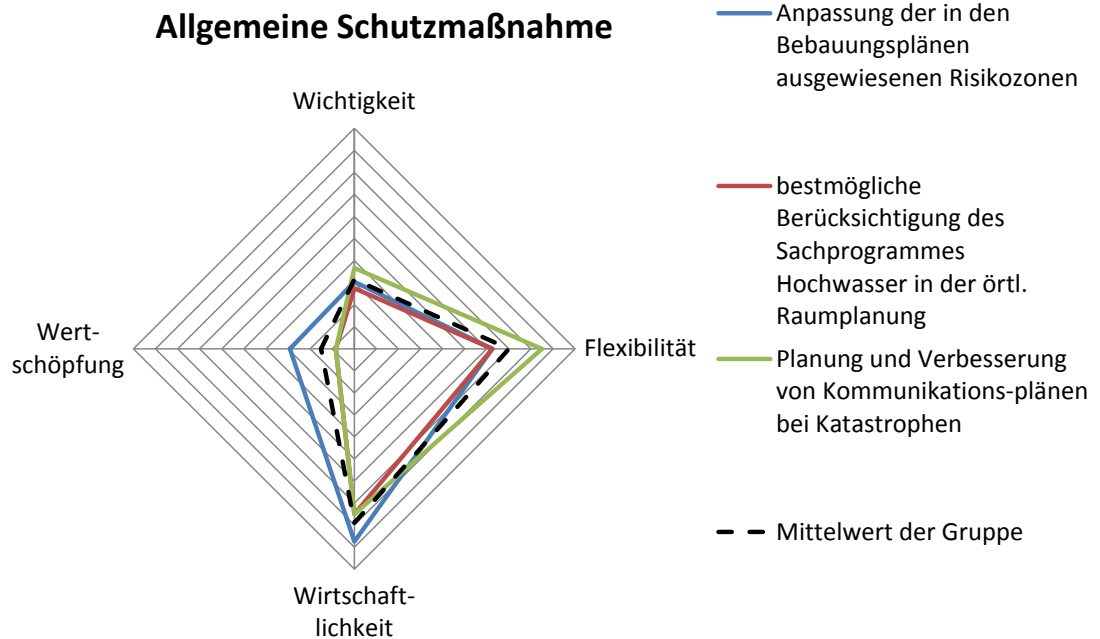 Allgemeine Schutzmaßnahme
Wichtigkeit
Wert-
schöpfung
Flexibilität
Wirtschaft-
lichkeit
Anpassung der in den
Bebauungsplänen
ausgewiesenen Risikozonen
bestmögliche
Berücksichtigung des
Sachprogrammes
Hochwasser in der örtl.
Raumplanung
Planung und Verbesserung
von Kommunikations-plänen
bei Katastrophen
Mittelwert der Gruppe